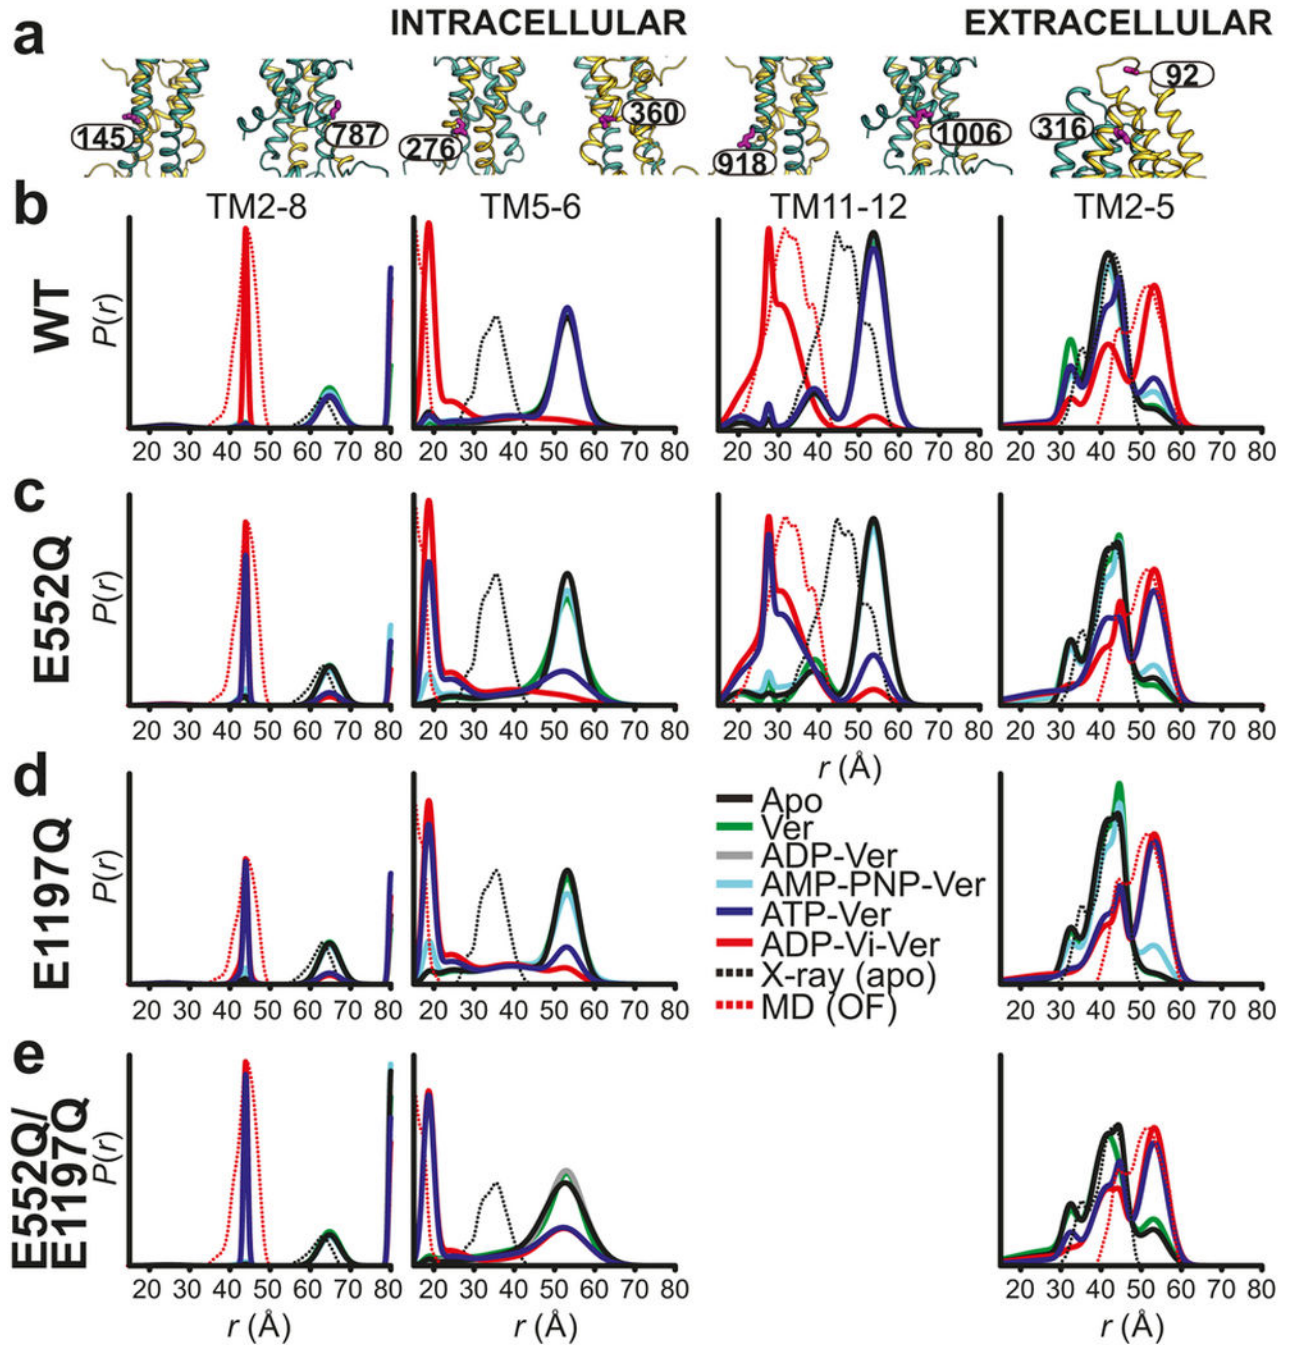 a
INTRACELLULAR
EXTRACELLULAR
145
787
276
360
918
1006
316
92
b
TM2-8
TM5-6
TM11-12
TM2-5
WT
P(r)
20 30 40 50 60 70 80
20 30 40 50 60 70 80
20 30 40 50 60 70 80
20 30 40 50 60 70 80
c
E552Q
P(r)
20 30 40 50 60 70 80
20 30 40 50 60 70 80
20 30 40 50 60 70 80
20 30 40 50 60 70 80
r (Å)
d
E1197Q
P(r)
20 30 40 50 60 70 80
20 30 40 50 60 70 80
Apo
Ver
ADP-Ver
AMP-PNP-Ver
ATP-Ver
ADP-Vi-Ver
X-ray (apo)
MD (OF)
20 30 40 50 60 70 80
e
E552Q/
E1197Q
P(r)
20 30 40 50 60 70 80
20 30 40 50 60 70 80
20 30 40 50 60 70 80
r (Å)
r (Å)
r (Å)